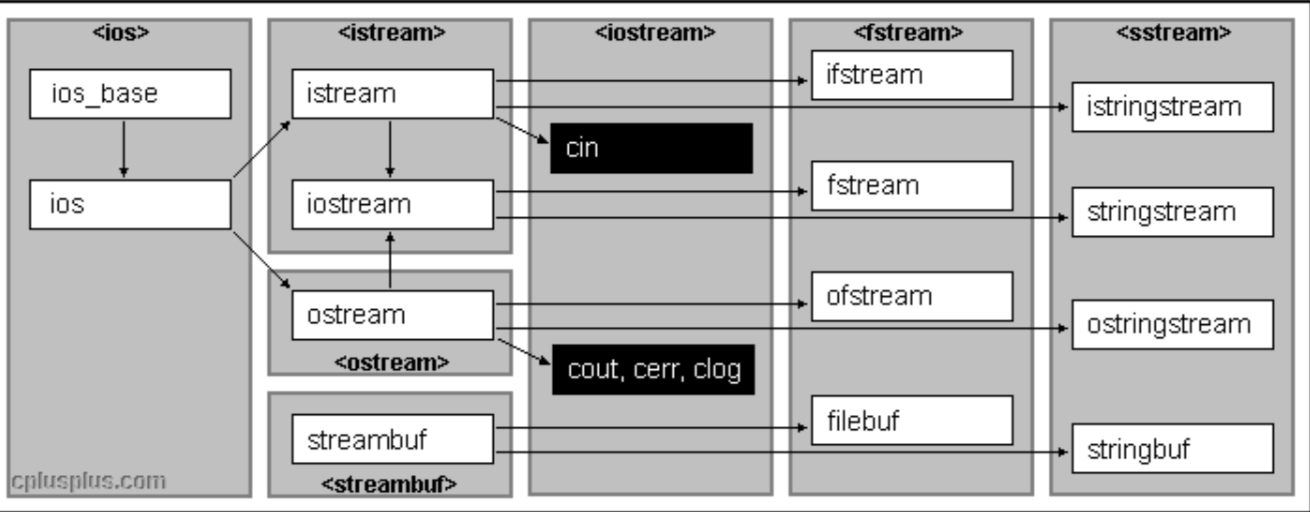 <ios>
ios_base
ios
cplusplus.com
<istream>
istream
iostream
ostream
<ostream>
streambuf
<streambuf>
<iostream>
cin
cout, cerr, clog
<fstream>
ifstream
fstream
ofstream
filebuf
<sstream>
istringstream
stringstream
ostringstream
stringbuf